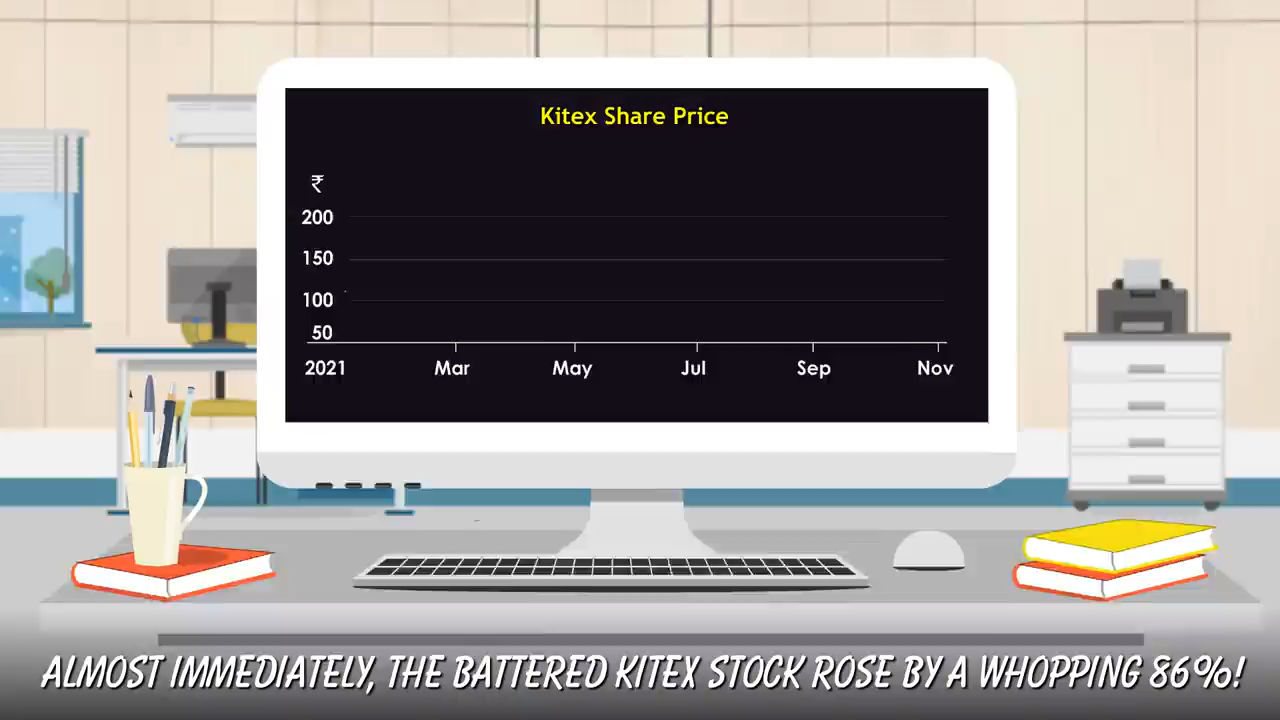 Kitex Share Price
₹
200
150
100
50
2021 Mar May Jul Sep Nov
ALMOST IMMEDIATELY, THE BATTERED KITEX STOCK ROSE BY A WHOPPING 86%!